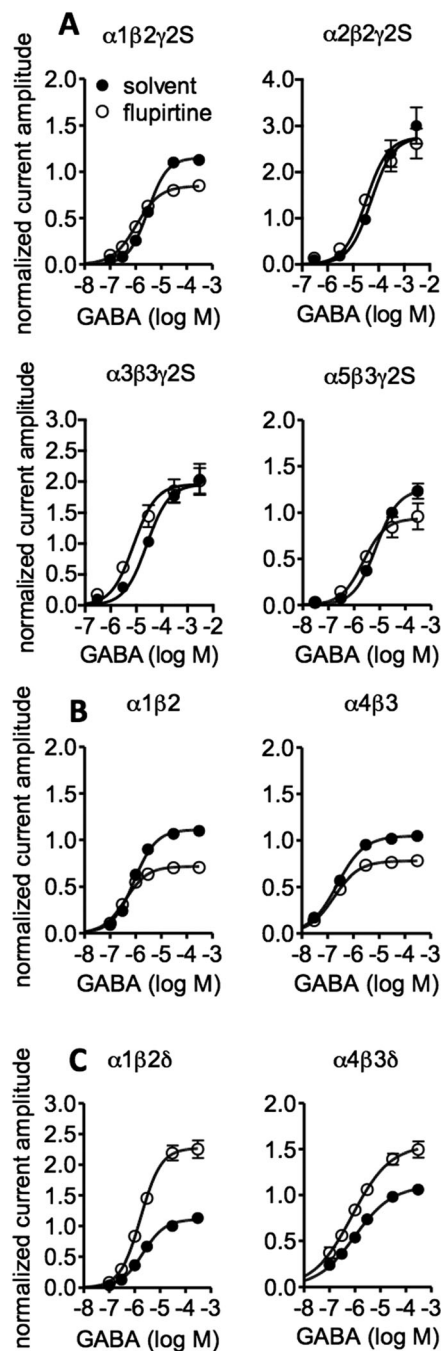 A
α1β2γ2S
α2β2γ2S
normalized current amplitude
2.0
1.5
1.0
0.5
0.0
solvent
flupirtine
-8 -7 -6 -5 -4 -3
GABA (log M)
4.0
3.0
2.0
1.0
0.0
-7 -6 -5 -4 -3 -2
GABA (log M)
α3β3γ2S
α5β3γ2S
normalized current amplitude
3.0
2.5
2.0
1.5
1.0
0.5
0.0
-7 -6 -5 -4 -3 -2
GABA (log M)
2.0
1.5
1.0
0.5
0.0
-8 -7 -6 -5 -4 -3 -2
GABA (log M)
B
α1β2
α4β3
normalized current amplitude
2.0
1.5
1.0
0.5
0.0
-8 -7 -6 -5 -4 -3
GABA (log M)
2.0
1.5
1.0
0.5
0.0
-8 -7 -6 -5 -4 -3
GABA (log M)
C
α1β2δ
α4β3δ
normalized current amplitude
3.0
2.5
2.0
1.5
1.0
0.5
0.0
-8 -7 -6 -5 -4 -3
GABA (log M)
2.0
1.5
1.0
0.5
0.0
-8 -7 -6 -5 -4 -3
GABA (log M)